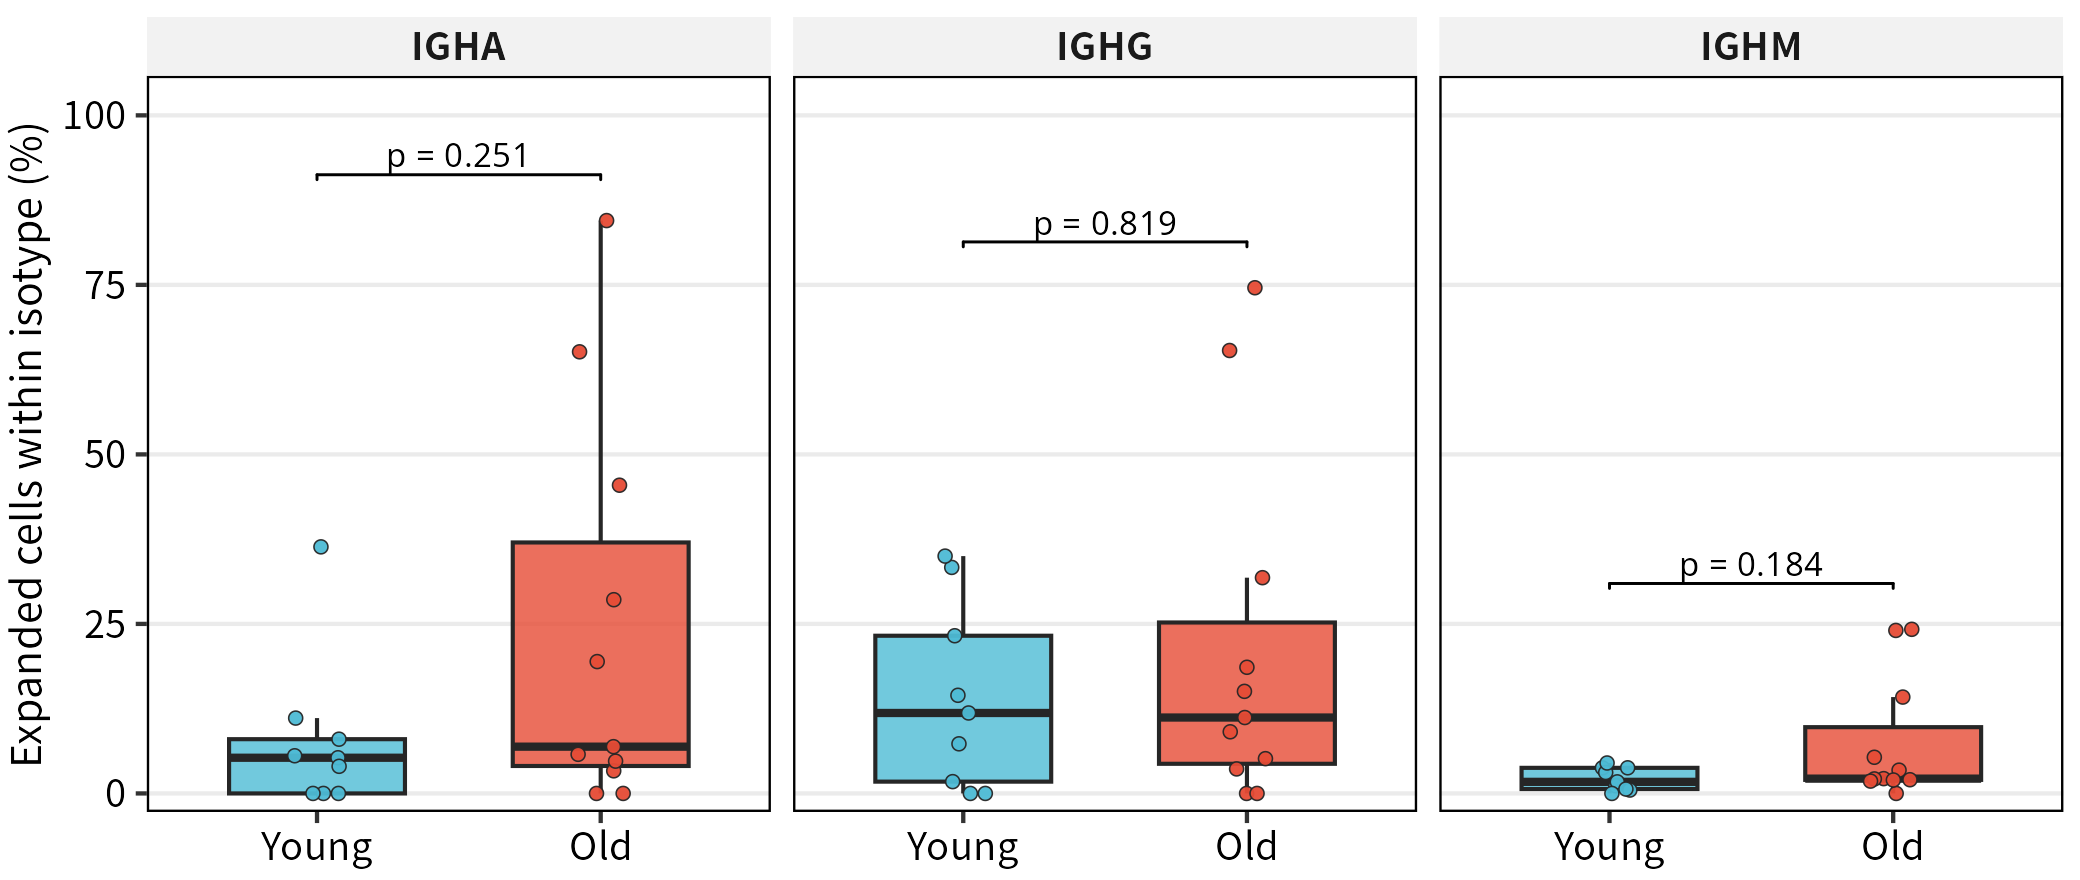 IGHA
IGHG
IGHM
Expanded cells within isotype (%)
100
75
50
25
0
p = 0.251
p = 0.819
p = 0.184
Young
Old
Young
Old
Young
Old